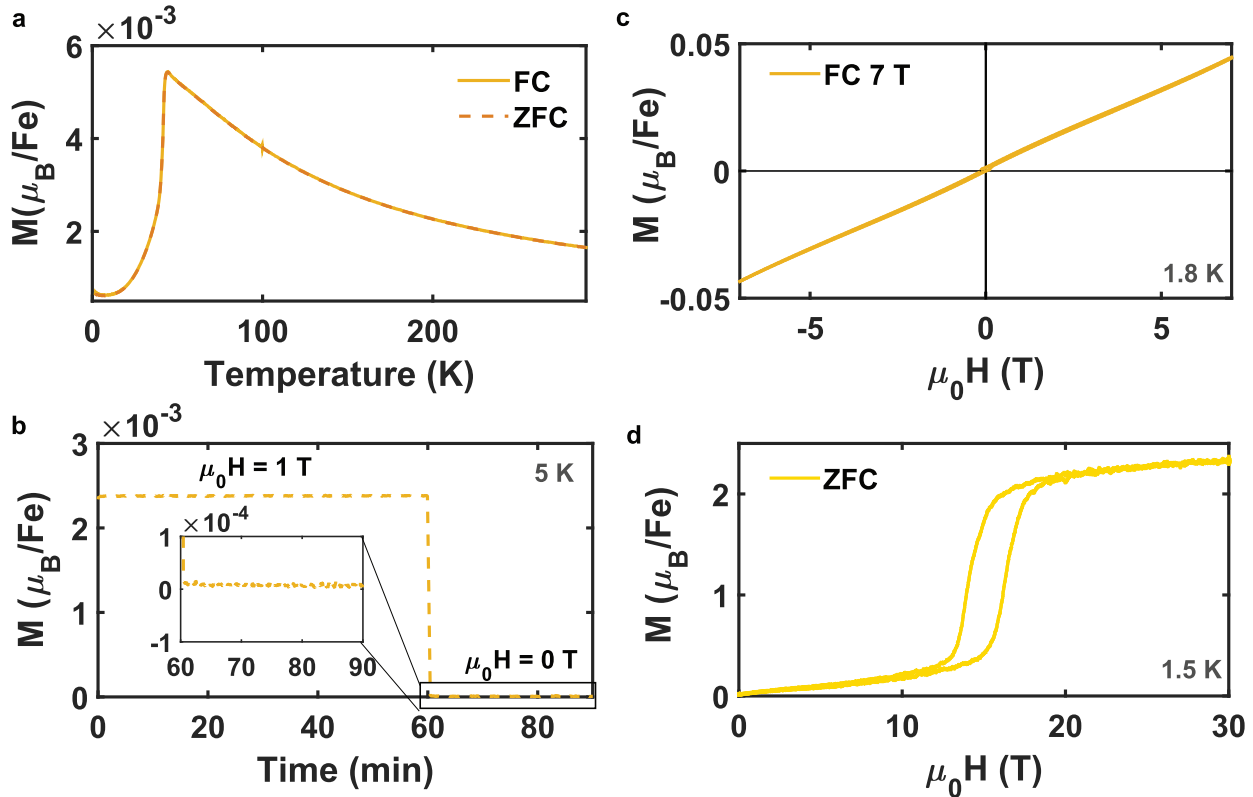 a
×10⁻³
6
4
2
0
100
200
M(μB/Fe)
Temperature (K)
FC
ZFC
c
0.05
0
-0.05
-5
0
5
M (μB/Fe)
μ0H (T)
FC 7 T
1.8 K
b
×10⁻³
3
2
1
0
0
20
40
60
80
M (μB/Fe)
Time (min)
μ0H = 1 T
5 K
×10⁻⁴
1
0
-1
60
70
80
90
μ0H = 0 T
d
2
1
0
0
10
20
30
M (μB/Fe)
μ0H (T)
ZFC
1.5 K